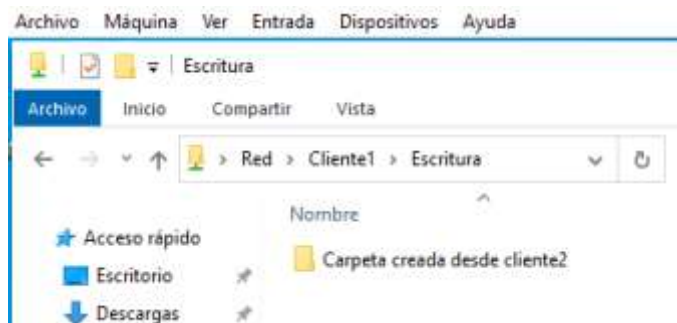 Archivo Máquina Ver Entrada Dispositivos Ayuda
Escritura
Archivo Inicio Compartir Vista
Red > Cliente1 > Escritura
Nombre
Acceso rápido
Carpeta creada desde cliente2
Escritorio
Descargas